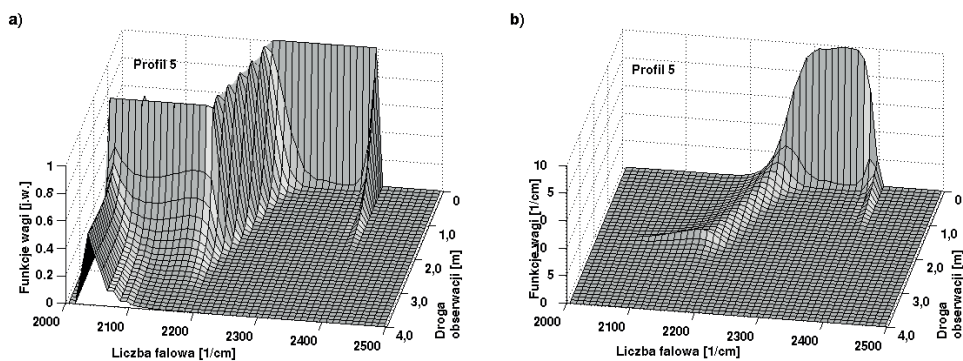 a)
Profil 5
Funkcje wagi [j.w.]
1
0.8
0.6
0.4
0.2
0
2000
2100
2200
2300
2400
2500
Liczba falowa [1/cm]
0
1,0
2,0
3,0
4,0
Droga
obserwacji [m]
b)
Profil 5
Funkcje wagi [1/cm]
10
5
0
10
5
0
2000
2100
2200
2300
2400
2500
Liczba falowa [1/cm]
0
1,0
2,0
3,0
4,0
Droga
obserwacji [m]